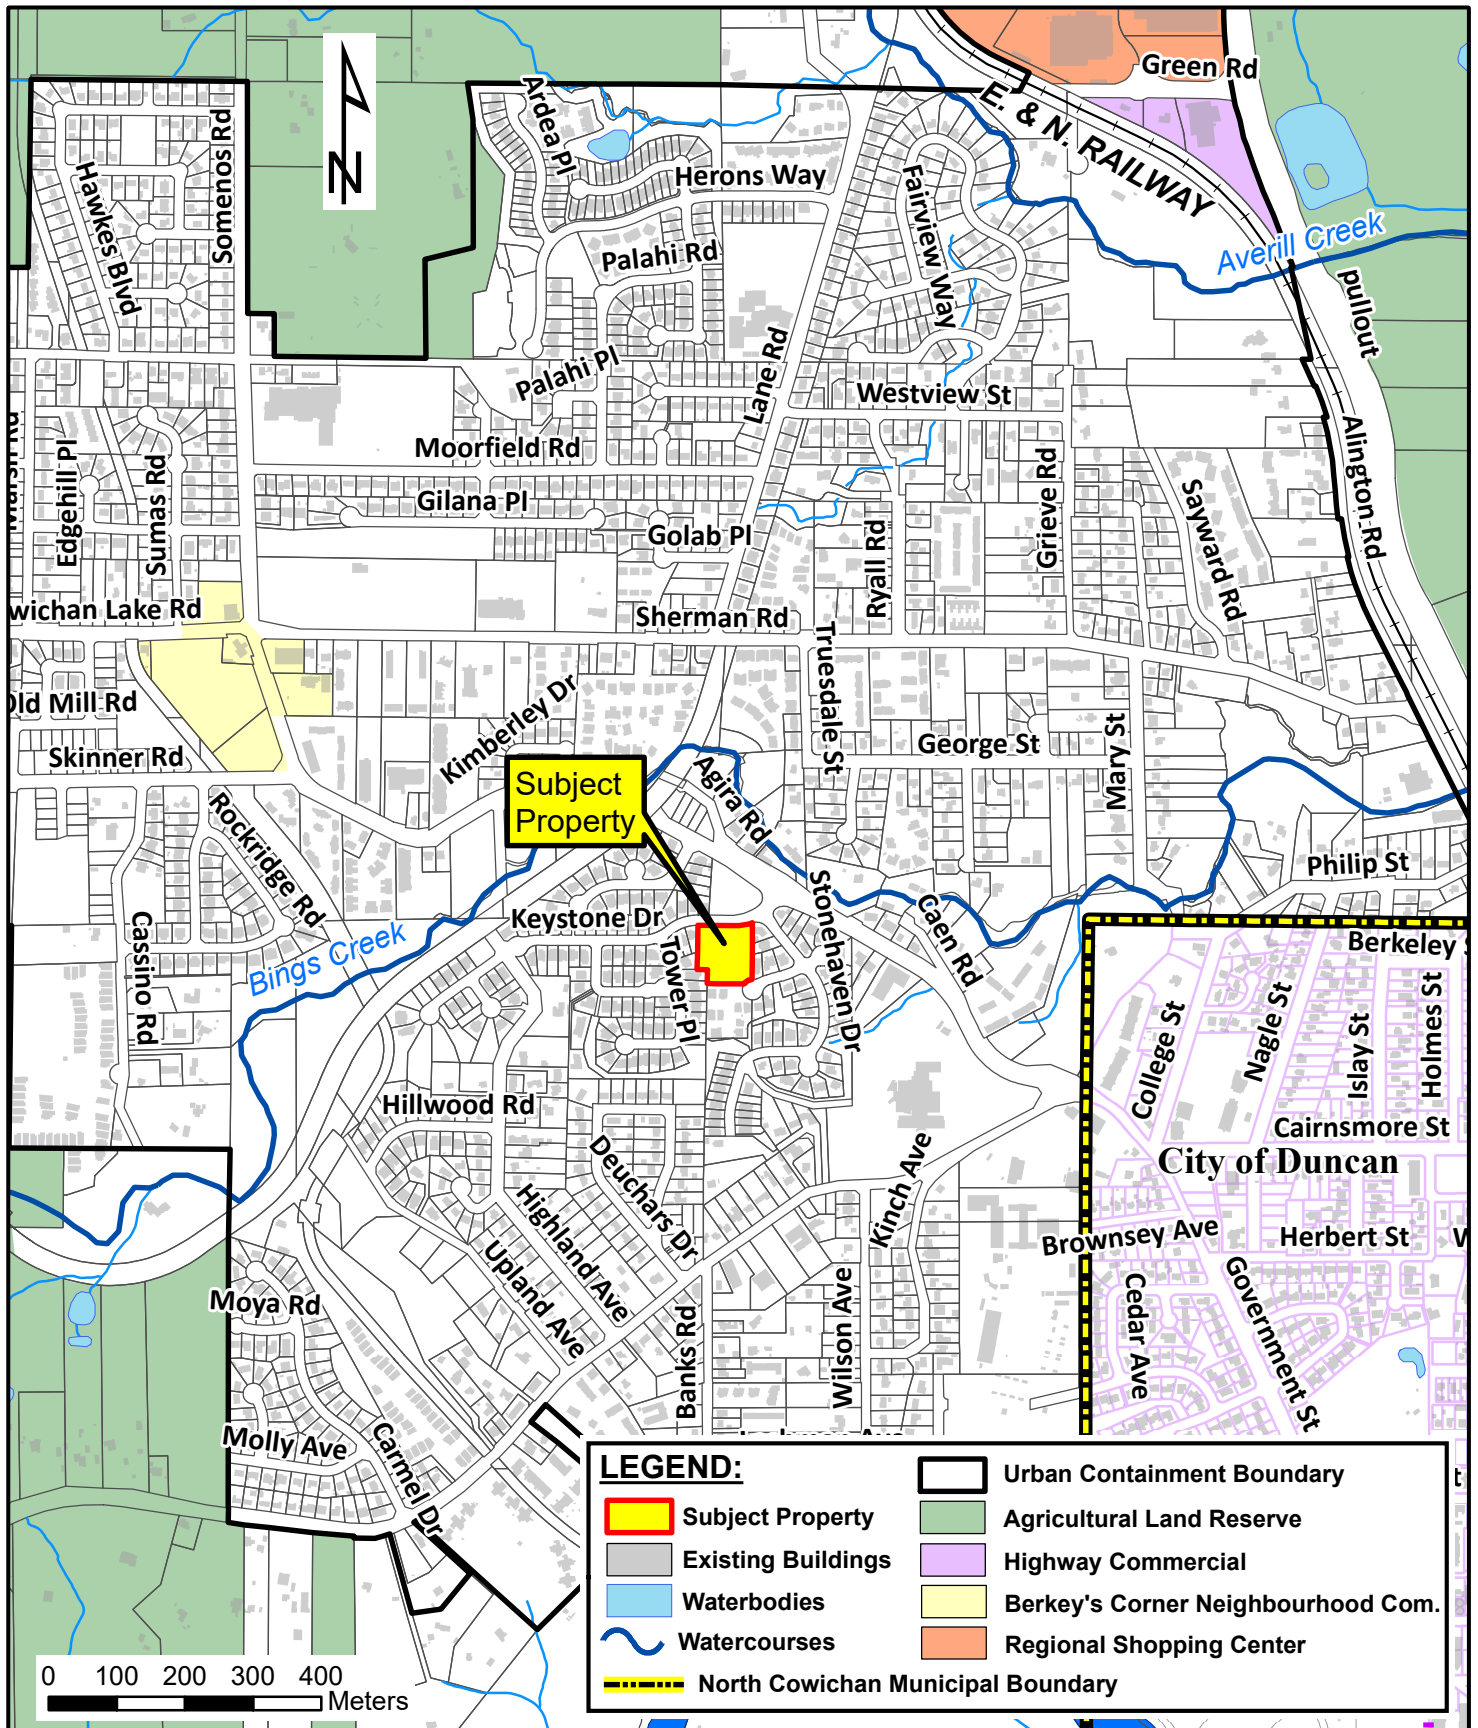 Green Rd
E. & N. RAILWAY
Ardea Pl
N
Herons Way
Hawkes Blvd
Somenos Rd
Fairview Way
Averill Creek
Palahi Rd
pullout
Palahi Pl
Lane Rd
Westview St
Moorfield Rd
Alington Rd
Edgehill Pl
Sumas Rd
Gilana Pl
Golab Pl
Ryall Rd
Grieve Rd
Sayward Rd
wichan Lake Rd
Sherman Rd
Truesdale St
Old Mill Rd
Kimberley Dr
Skinner Rd
George St
Mary St
Subject
Property
Agira Rd
Rockridge Rd
Philip St
Keystone Dr
Stonehaven Dr
Caen Rd
Cassino Rd
Bings Creek
Tower Pl
Berkeley S
College St
Nagle St
Islay St
Holmes St
Hillwood Rd
Cairnsmore St
City of Duncan
Deuchars Dr
Kinch Ave
Highland Ave
Upland Ave
Brownsey Ave
Herbert St
Moya Rd
Banks Rd
Wilson Ave
Cedar Ave
Government St
Molly Ave
Carmel Dr
LEGEND:
Subject Property
Existing Buildings
Waterbodies
Watercourses
North Cowichan Municipal Boundary
Urban Containment Boundary
Agricultural Land Reserve
Highway Commercial
Berkey's Corner Neighbourhood Com.
Regional Shopping Center
0 100 200 300 400
Meters